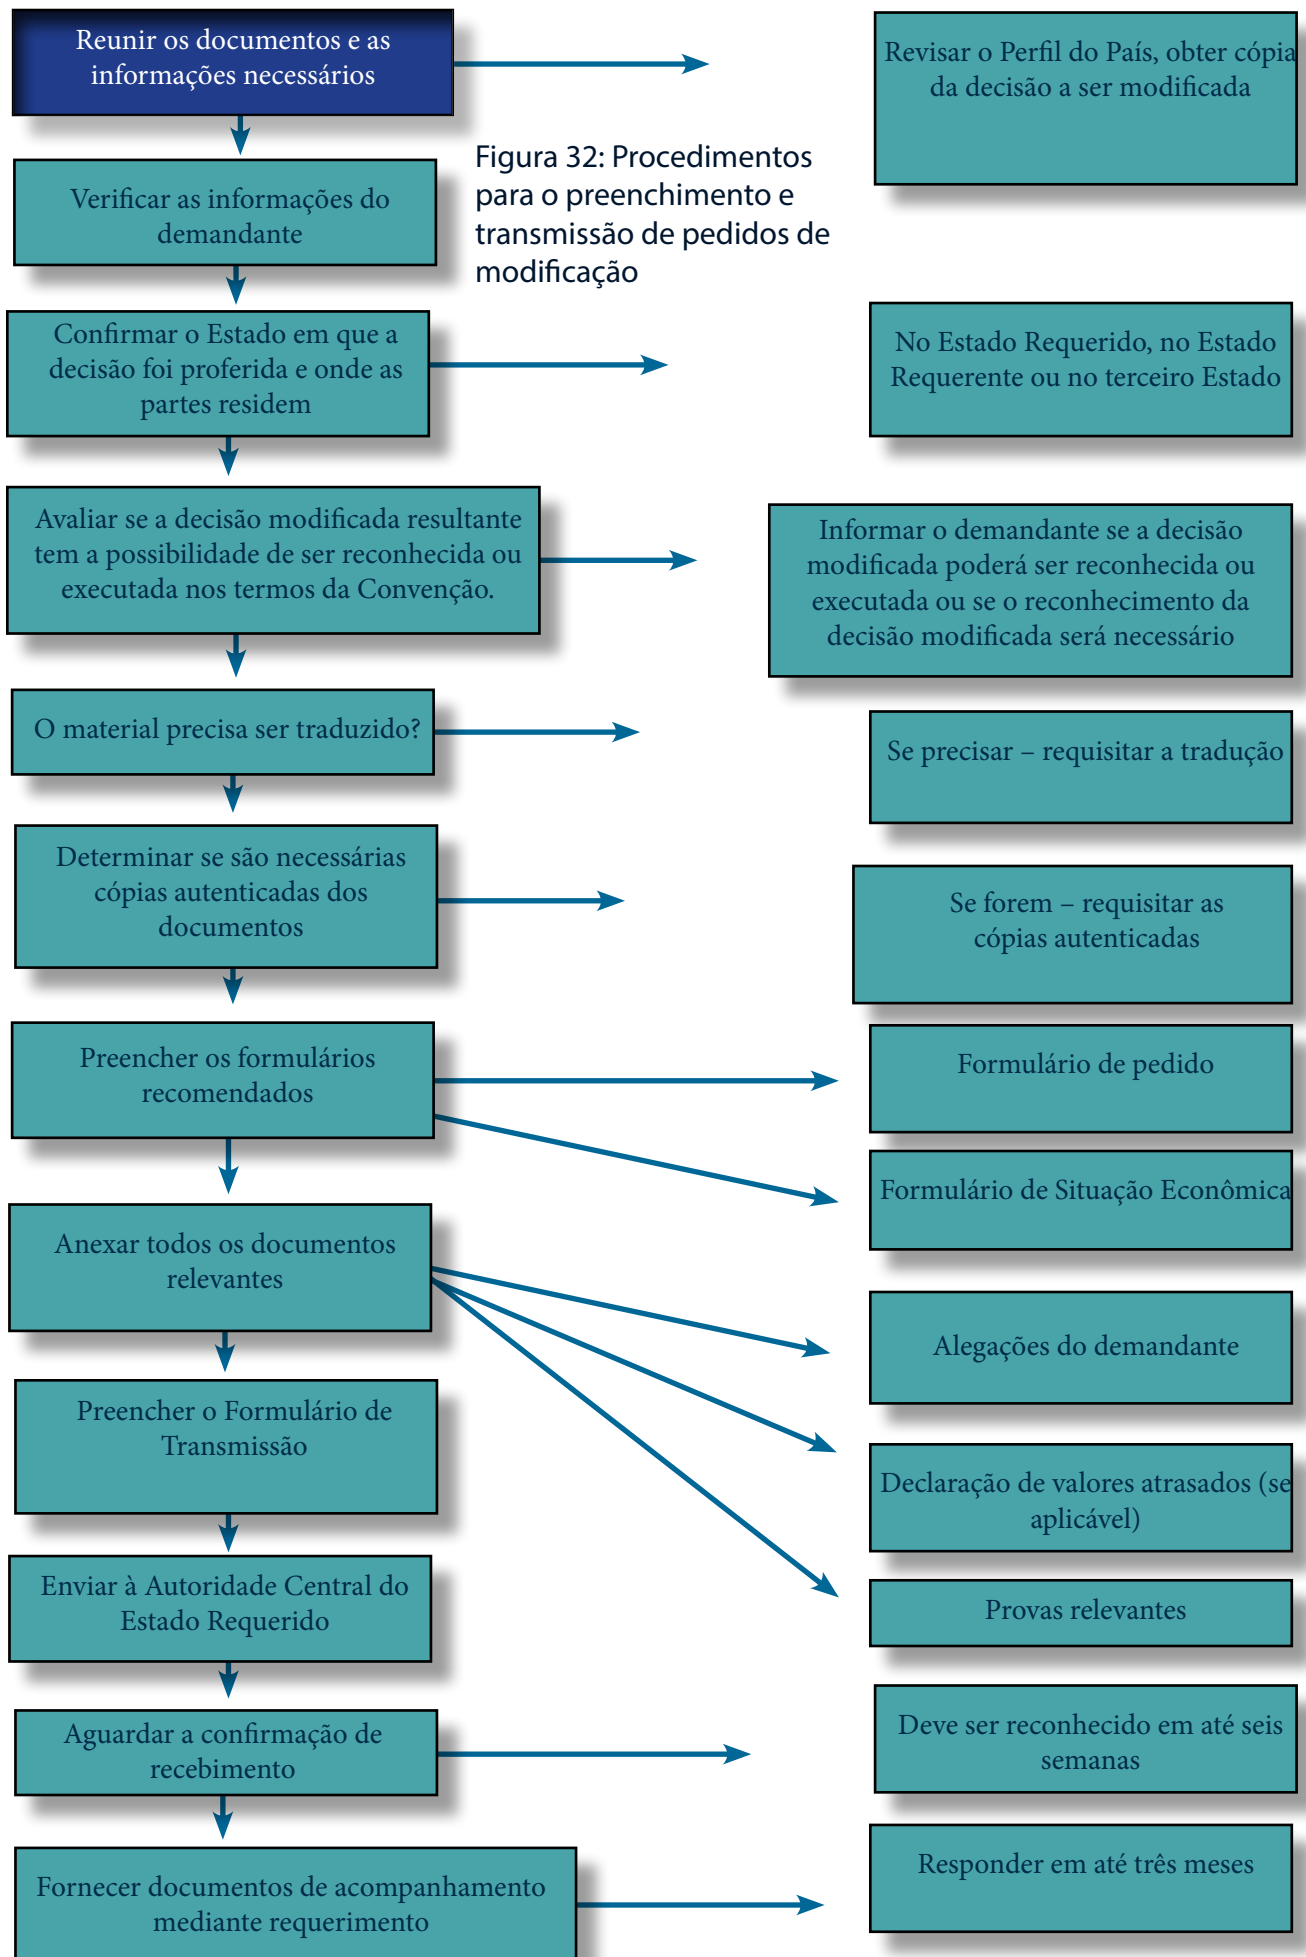 Reunir os documentos e as
informações necessários
Revisar o Perfil do País, obter cópia
da decisão a ser modificada
Figura 32: Procedimentos
para o preenchimento e
transmissão de pedidos de
modificação
Verificar as informações do
demandante
Confirmar o Estado em que a
decisão foi proferida e onde as
partes residem
No Estado Requerido, no Estado
Requerente ou no terceiro Estado
Avaliar se a decisão modificada resultante
tem a possibilidade de ser reconhecida ou
executada nos termos da Convenção.
Informar o demandante se a decisão
modificada poderá ser reconhecida ou
executada ou se o reconhecimento da
decisão modificada será necessário
O material precisa ser traduzido?
Se precisar – requisitar a tradução
Determinar se são necessárias
cópias autenticadas dos
documentos
Se forem – requisitar as
cópias autenticadas
Preencher os formulários
recomendados
Formulário de pedido
Formulário de Situação Econômica
Anexar todos os documentos
relevantes
Alegações do demandante
Declaração de valores atrasados (se
aplicável)
Provas relevantes
Preencher o Formulário de
Transmissão
Enviar à Autoridade Central do
Estado Requerido
Aguardar a confirmação de
recebimento
Deve ser reconhecido em até seis
semanas
Fornecer documentos de acompanhamento
mediante requerimento
Responder em até três meses